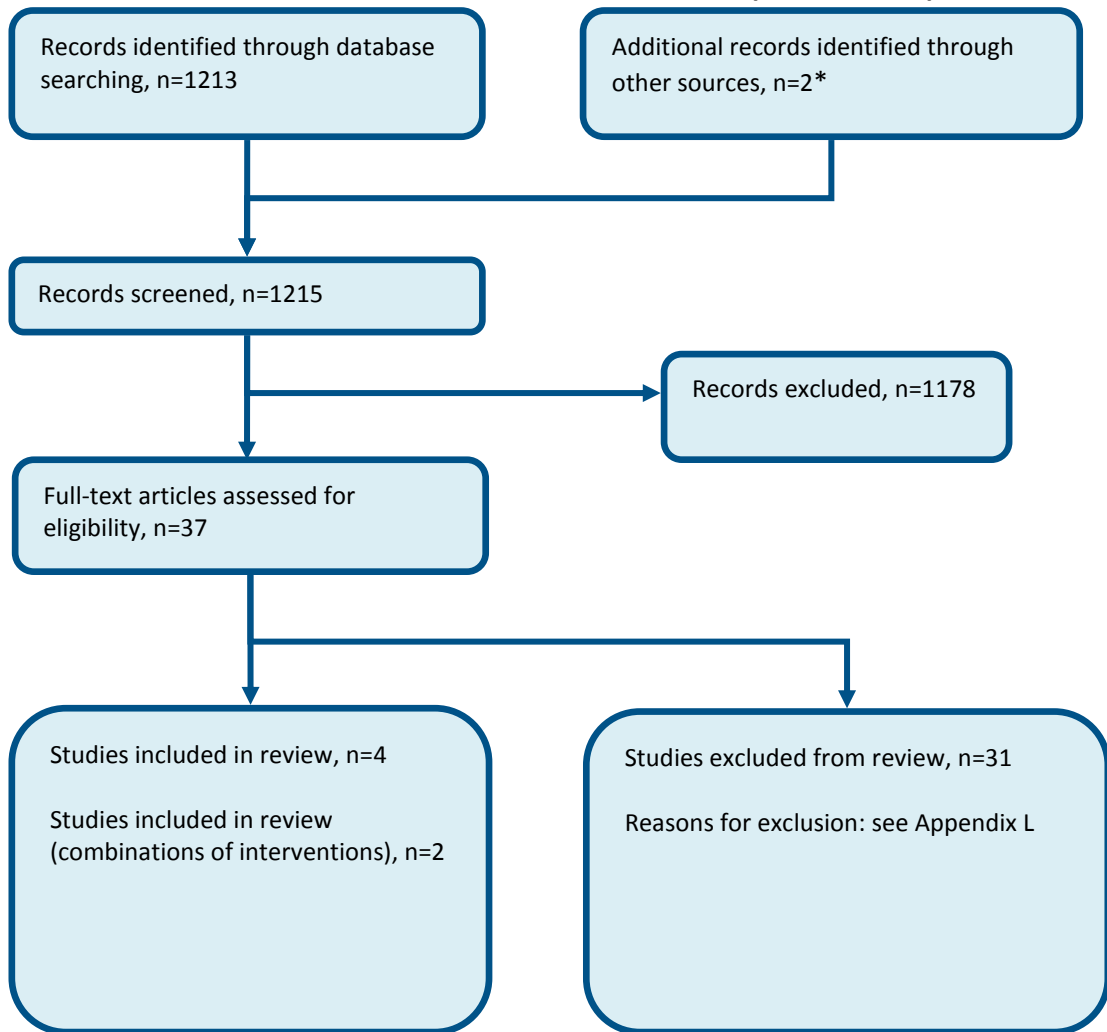 Records identified through database
searching, n=1213
Additional records identified through
other sources, n=2*
Records screened, n=1215
Records excluded, n=1178
Full-text articles assessed for
eligibility, n=37
Studies included in review, n=4
Studies included in review
(combinations of interventions), n=2
Studies excluded from review, n=31
Reasons for exclusion: see Appendix L